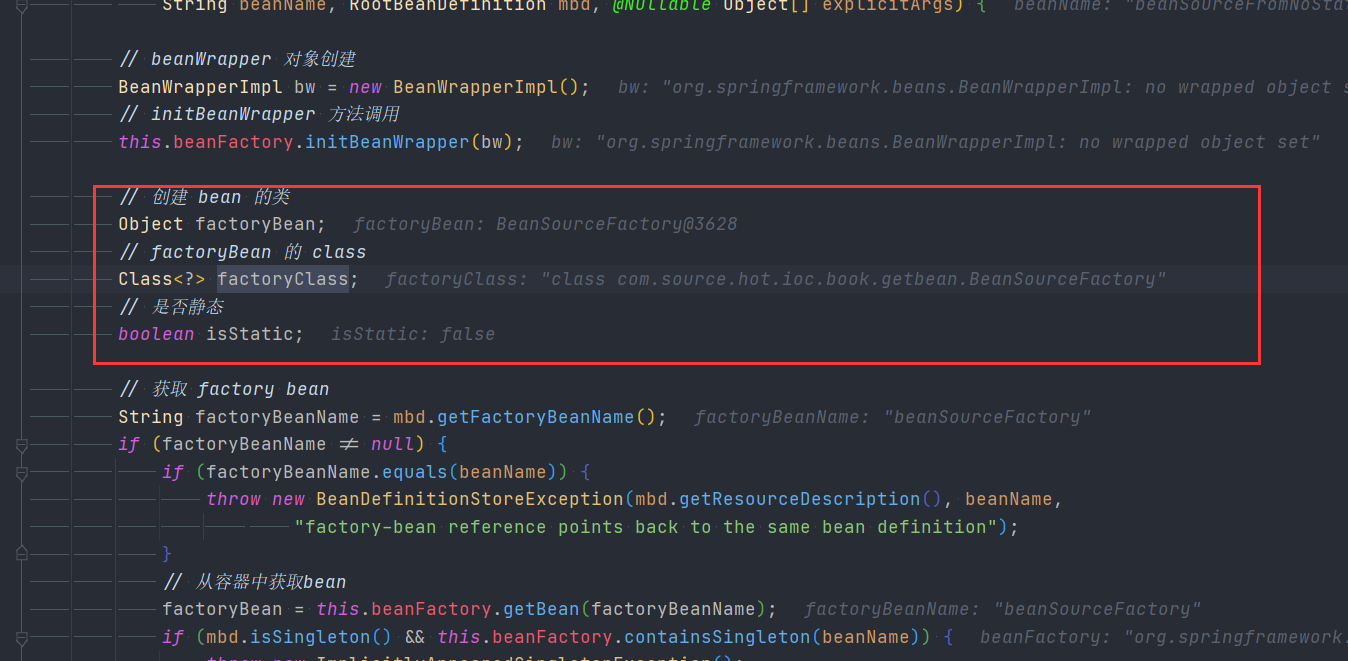 String beanName, RootBeanDefinition mbd, @Nullable Object[] explicitArgs) { beanName: "beanSourceFromNoSta
// beanWrapper 对象创建
BeanWrapperImpl bw = new BeanWrapperImpl(); bw: "org.springframework.beans.BeanWrapperImpl: no wrapped object s
// initBeanWrapper 方法调用
this.beanFactory.initBeanWrapper(bw); bw: "org.springframework.beans.BeanWrapperImpl: no wrapped object set"
// 创建 bean 的类
Object factoryBean; factoryBean: BeanSourceFactory@3628
// factoryBean 的 class
Class<?> factoryClass; factoryClass: "class com.source.hot.ioc.book.getbean.BeanSourceFactory"
// 是否静态
boolean isStatic; isStatic: false
// 获取 factory bean
String factoryBeanName = mbd.getFactoryBeanName(); factoryBeanName: "beanSourceFactory"
if (factoryBeanName ≠ null) {
if (factoryBeanName.equals(beanName)) {
throw new BeanDefinitionStoreException(mbd.getResourceDescription(), beanName,
"factory-bean reference points back to the same bean definition");
}
// 从容器中获取bean
factoryBean = this.beanFactory.getBean(factoryBeanName); factoryBeanName: "beanSourceFactory"
if (mbd.isSingleton() && this.beanFactory.containsSingleton(beanName)) { beanFactory: "org.springframework.
throw new ImplicitlyAppearedSingletonException();